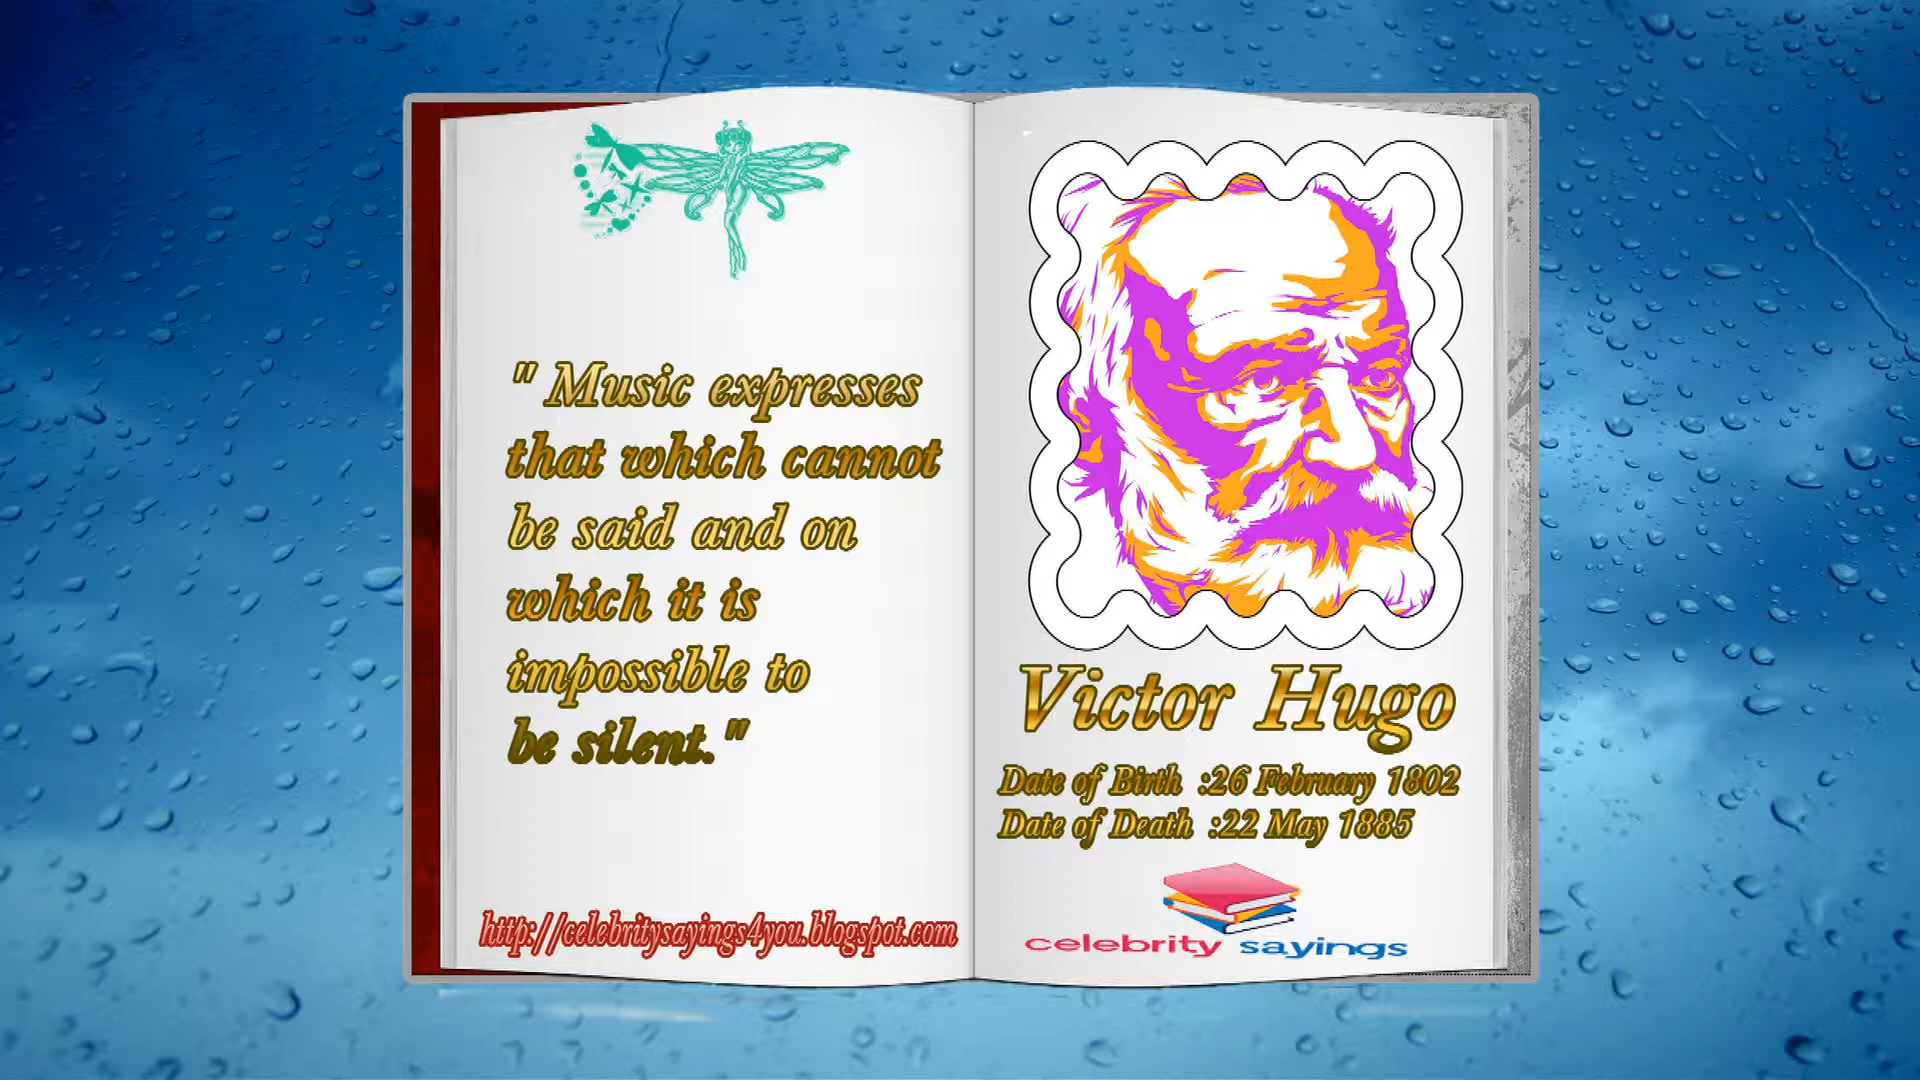 " Music expresses
that which cannot
be said and on
which it is
impossible to
be silent."
http://celebritysayings4you.blogspot.com
Victor Hugo
Date of Birth :26 February 1802
Date of Death :22 May 1885
celebrity sayings